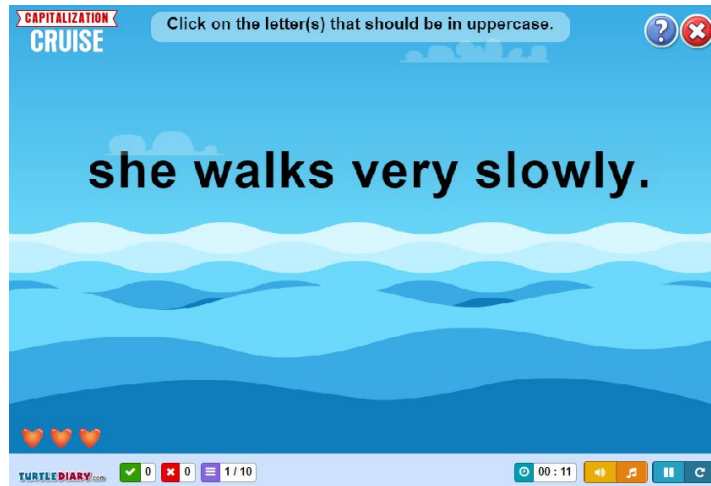 CAPITALIZATION
CRUISE
Click on the letter(s) that should be in uppercase.
?
she walks very slowly.
TURTLEDIARY.com
0
0
1 / 10
00 : 11